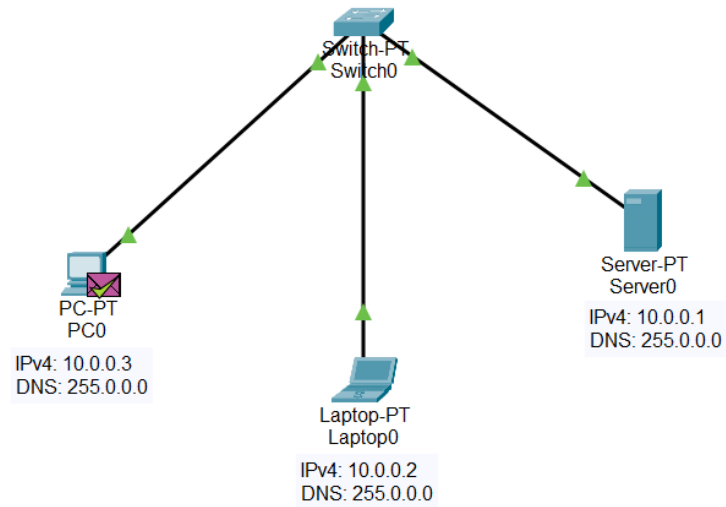 Switch-PT
Switch0
Server-PT
Server0
IPv4: 10.0.0.1
DNS: 255.0.0.0
PC-PT
PC0
IPv4: 10.0.0.3
DNS: 255.0.0.0
Laptop-PT
Laptop0
IPv4: 10.0.0.2
DNS: 255.0.0.0